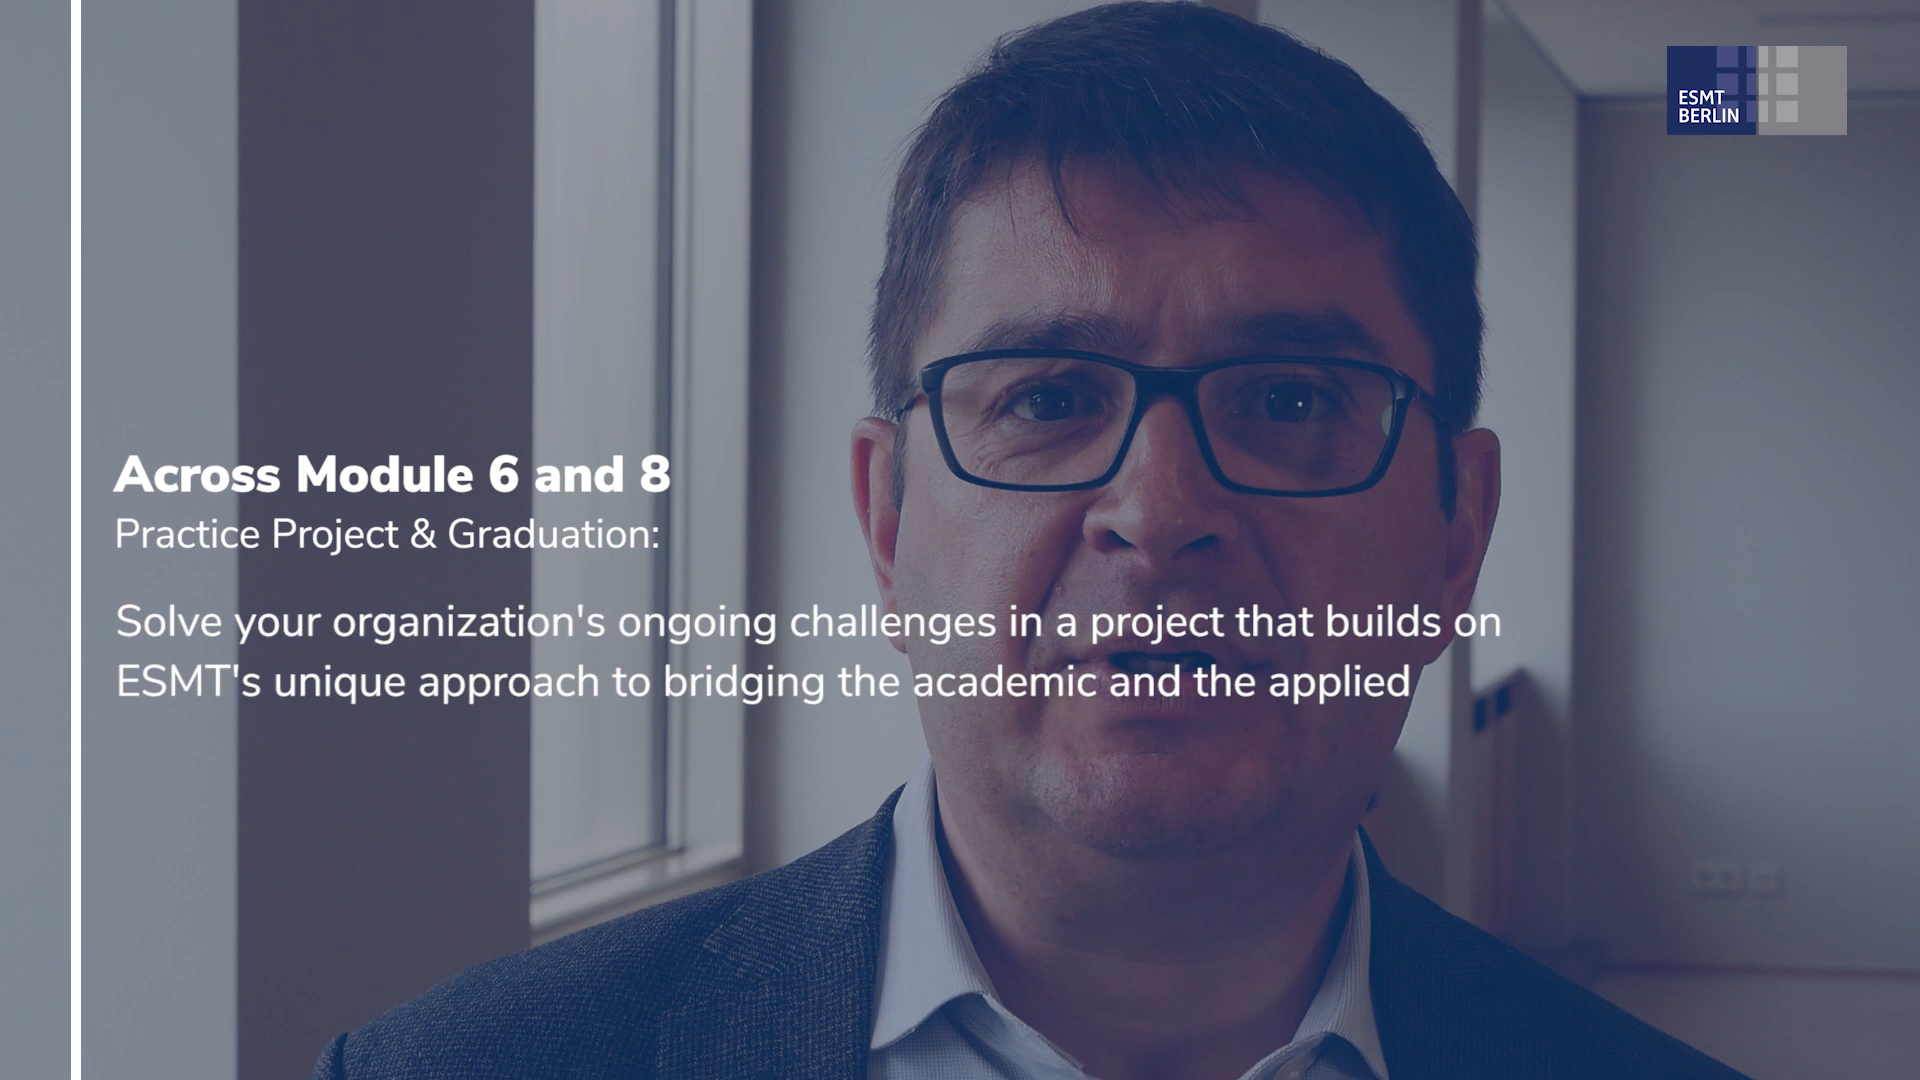 ESMT
BERLIN
Across Module 6 and 8
Practice Project & Graduation:
Solve your organization's ongoing challenges in a project that builds on
ESMT's unique approach to bridging the academic and the applied